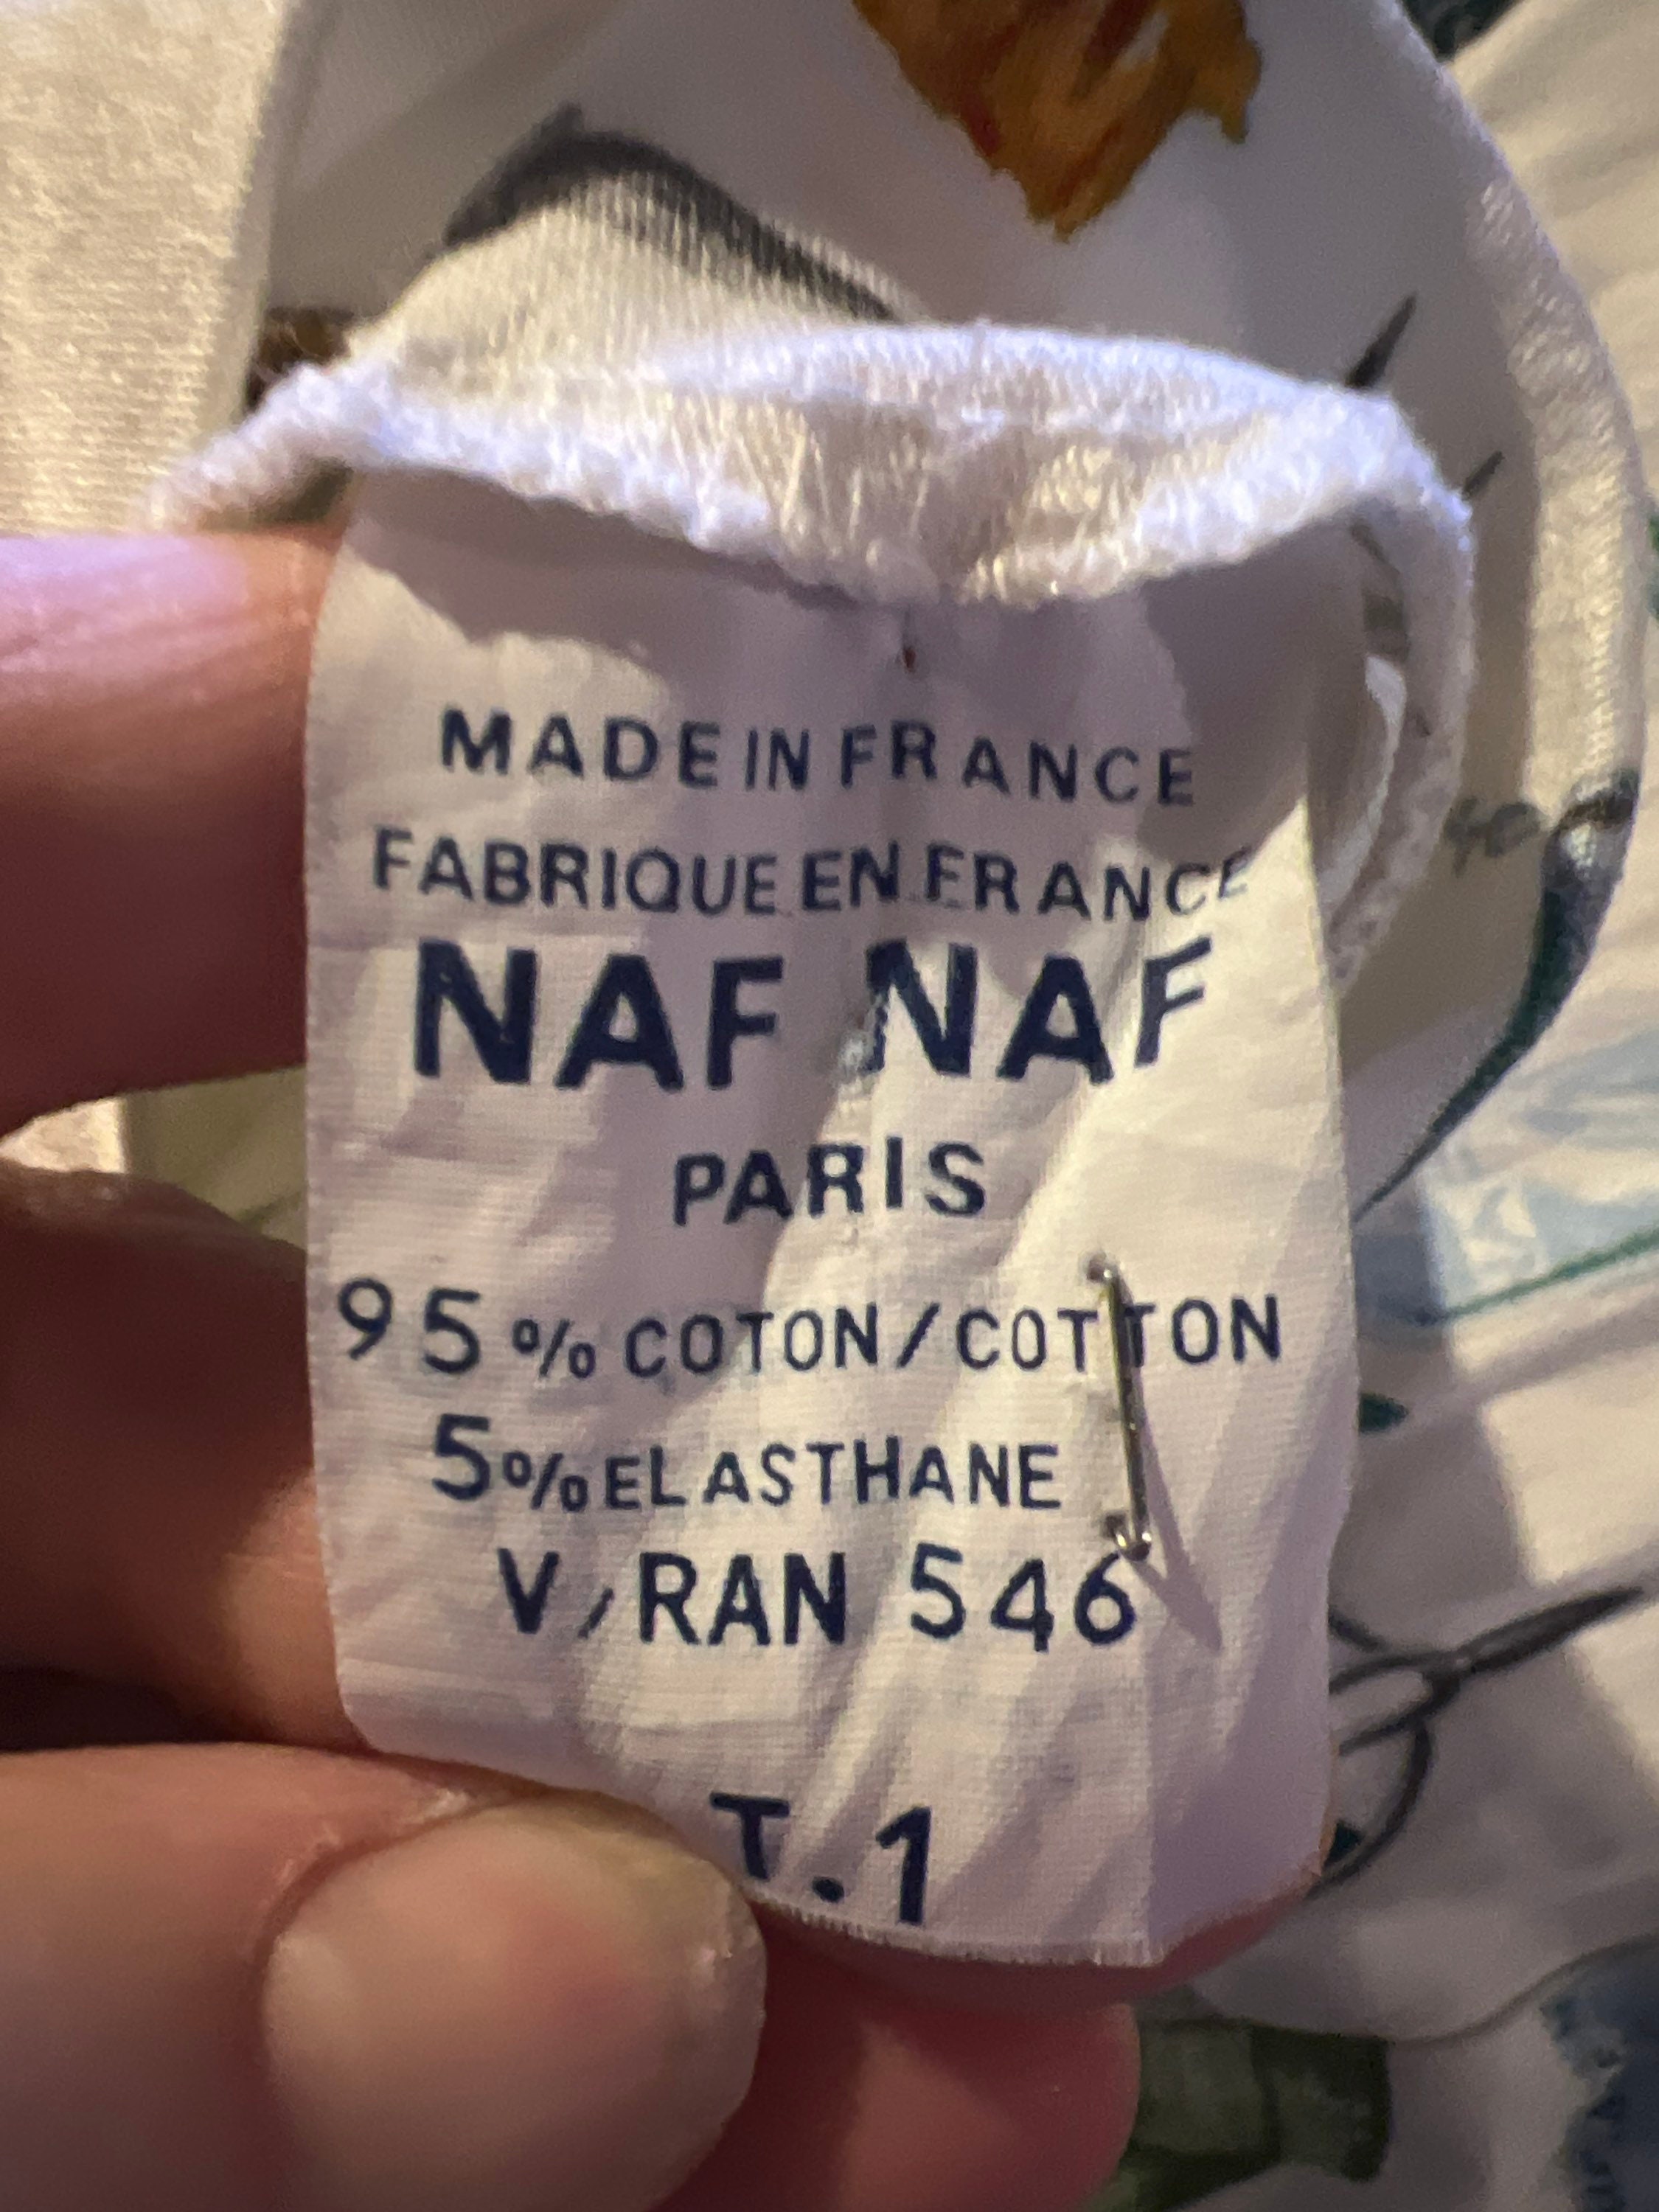 MADE IN FRANCE
FABRIQUE EN FRANCE
NAF NAF
PARIS
95% COTON/COTTON
5% ELASTHANE
V/RAN 546
T.1